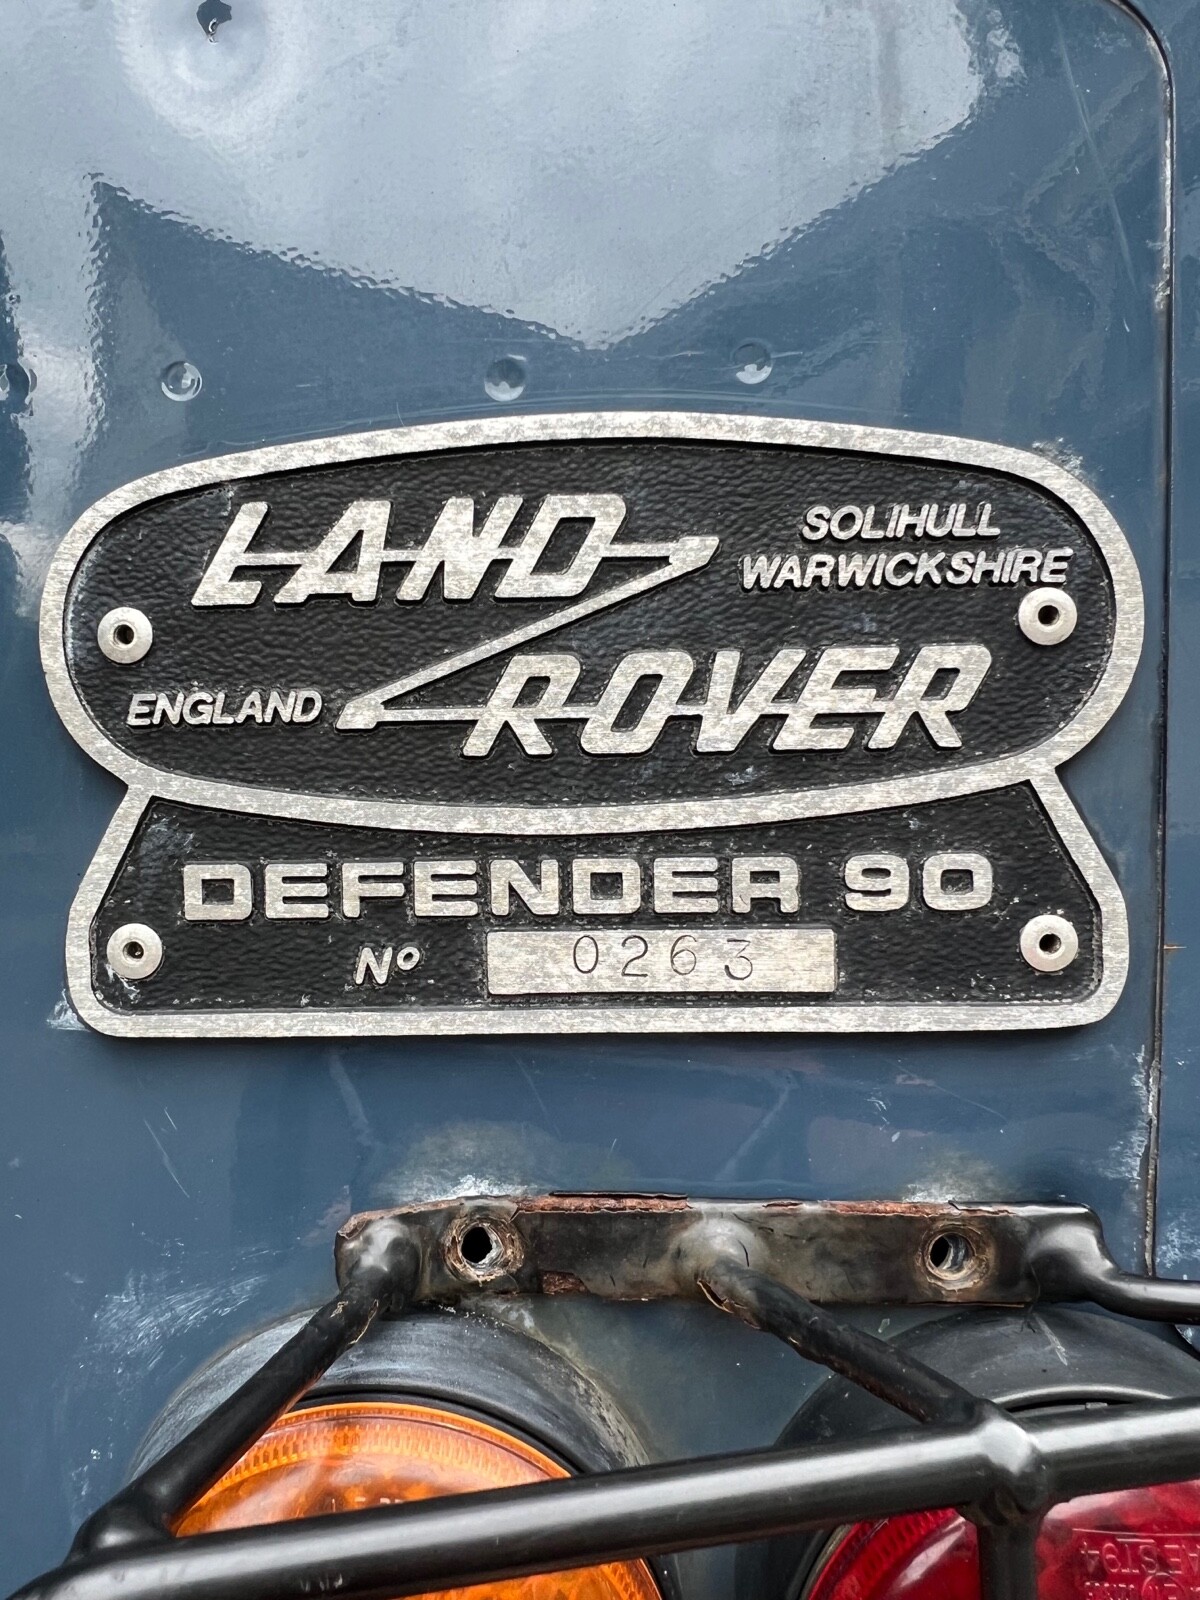 LAND
SOLIHULL
WARWICKSHIRE
ENGLAND
ROVER
DEFENDER 90
Nº 0263